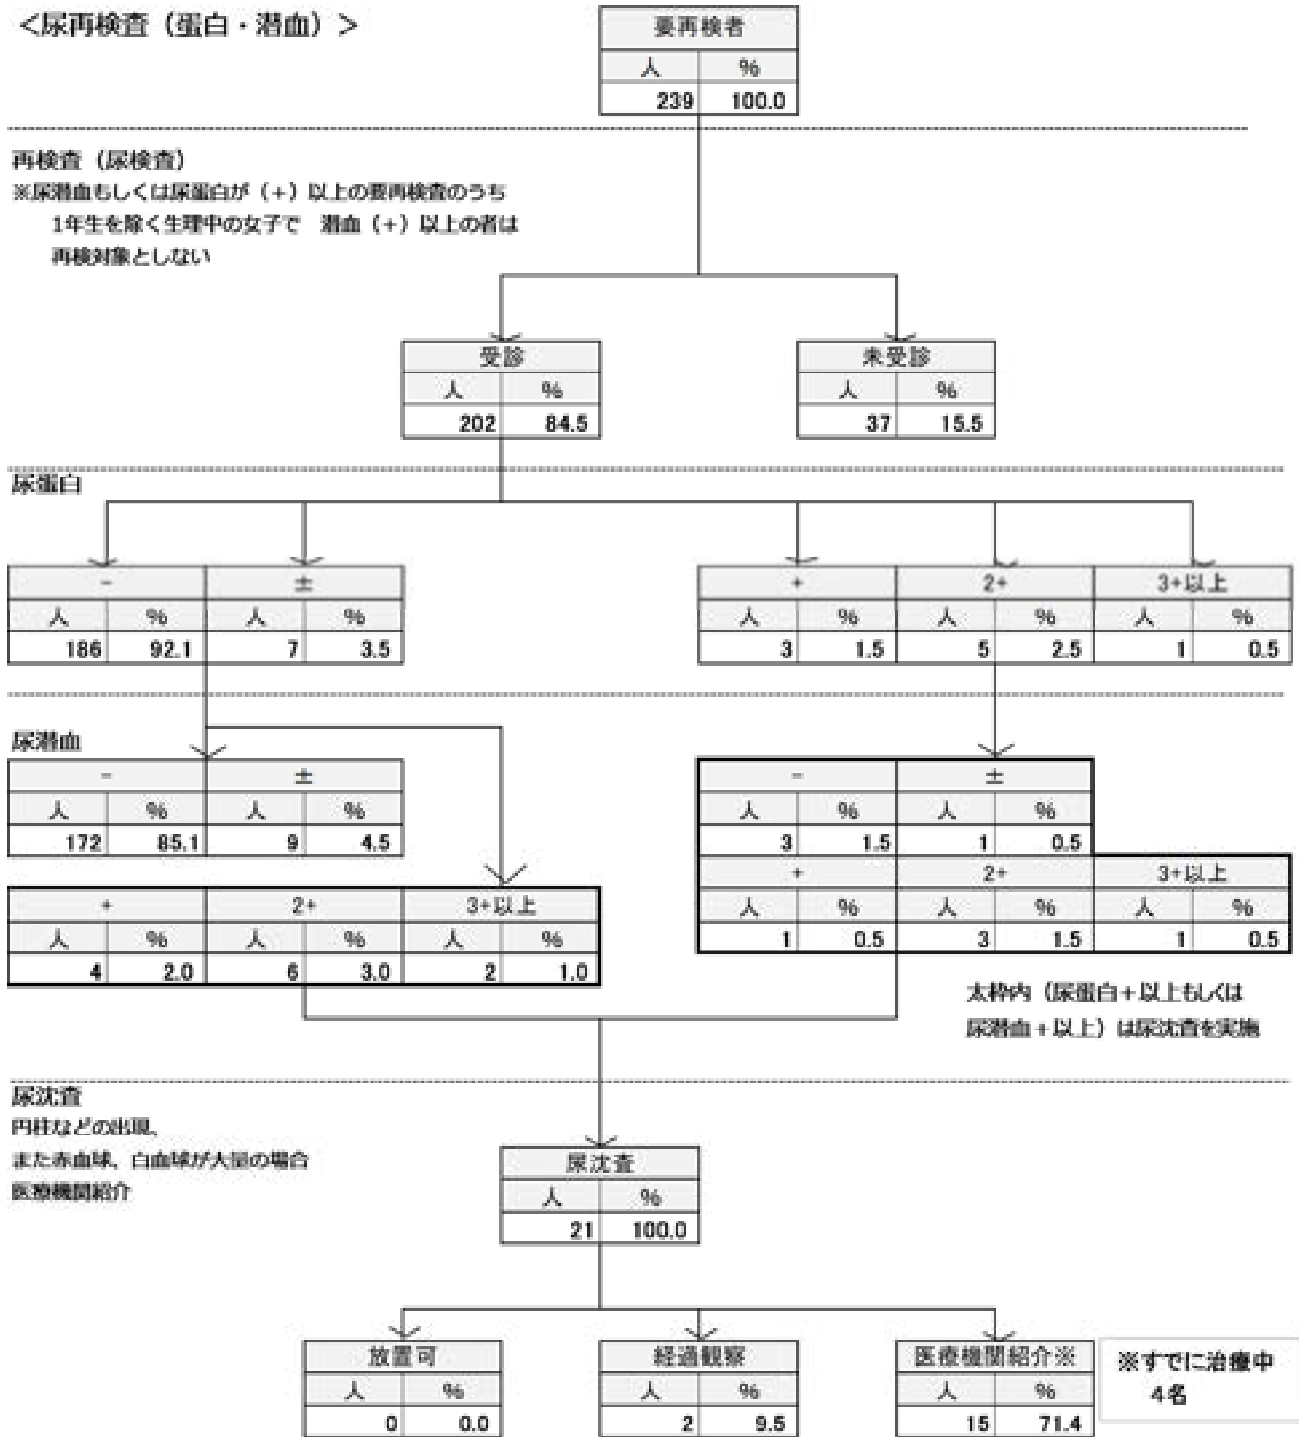 ＜尿再検査（蛋白・潜血）＞
要再検者
人 %
239 100.0
再検査（尿検査）
※尿潜血もしくは尿蛋白が（+）以上の要再検査のうち
1年生を除く生理中の女子で 潜血（+）以上の者は
再検対象としない
受診 未受診
人 % 人 %
202 84.5 37 15.5
尿蛋白
- ± + 2+ 3+以上
人 % 人 % 人 % 人 % 人 %
186 92.1 7 3.5 3 1.5 5 2.5 1 0.5
尿潜血
- ±
人 % 人 %
172 85.1 9 4.5
+ 2+ 3+以上
人 % 人 % 人 %
4 2.0 6 3.0 2 1.0
- ±
人 % 人 %
3 1.5 1 0.5
+ 2+ 3+以上
人 % 人 % 人 %
1 0.5 3 1.5 1 0.5
太枠内（尿蛋白+以上もしくは
尿潜血+以上）は尿沈査を実施
尿沈査
円柱などの出現、
また赤血球、白血球が大量の場合
医療機関紹介
尿沈査
人 %
21 100.0
放置可 経過観察 医療機関紹介※
人 % 人 % 人 %
0 0.0 2 9.5 15 71.4
※すでに治療中
4名